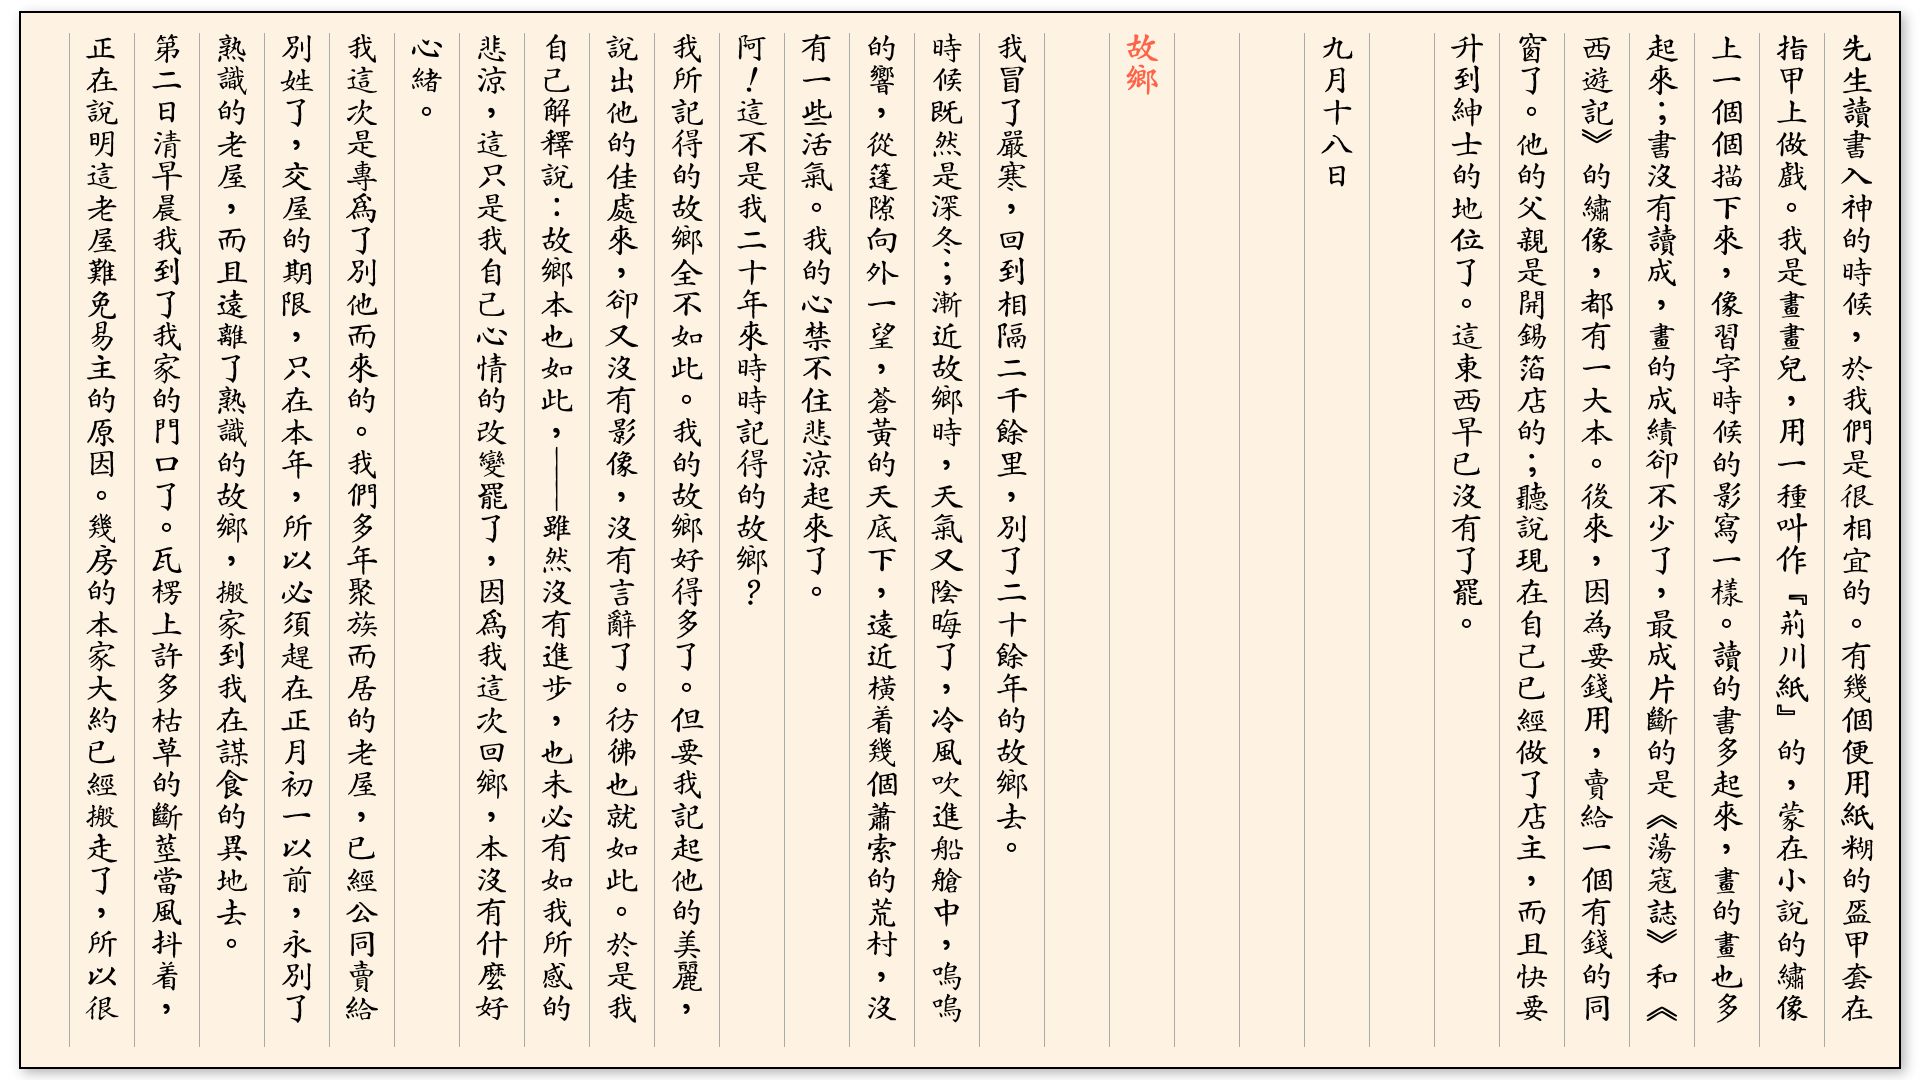 先生讀書入神的時候，於我們是很相宜的。有幾個便用紙糊的盔甲套在
指甲上做戲。我是畫畫兒，用一種叫作『荊川紙』的，蒙在小說的繡像
上一個個描下來，像習字時候的影寫一樣。讀的書多起來，畫的畫也多
起來；書沒有讀成，畫的成績卻不少了，最成片斷的是《蕩寇誌》和《
西遊記》的繡像，都有一大本。後來，因為要錢用，賣給一個有錢的同
窗了。他的父親是開錫箔店的；聽說現在自己已經做了店主，而且快要
升到紳士的地位了。這東西早已沒有了罷。
九月十八日
故鄉
我冒了嚴寒，回到相隔二千餘里，別了二十餘年的故鄉去。
時候既然是深冬；漸近故鄉時，天氣又陰晦了，冷風吹進船艙中，嗚嗚
的響，從篷隙向外一望，蒼黃的天底下，遠近橫着幾個蕭索的荒村，沒
有一些活氣。我的心禁不住悲涼起來了。
阿！這不是我二十年來時時記得的故鄉？
我所記得的故鄉全不如此。我的故鄉好得多了。但要我記起他的美麗，
說出他的佳處來，卻又沒有影像，沒有言辭了。彷彿也就如此。於是我
自己解釋說：故鄉本也如此，——雖然沒有進步，也未必有如我所感的
悲涼，這只是我自己心情的改變罷了，因爲我這次回鄉，本沒有什麼好
心緒。
我這次是專爲了別他而來的。我們多年聚族而居的老屋，已經公同賣給
別姓了，交屋的期限，只在本年，所以必須趕在正月初一以前，永別了
熟識的老屋，而且遠離了熟識的故鄉，搬家到我在謀食的異地去。
第二日清早晨我到了我家的門口了。瓦楞上許多枯草的斷莖當風抖着，
正在說明這老屋難免易主的原因。幾房的本家大約已經搬走了，所以很